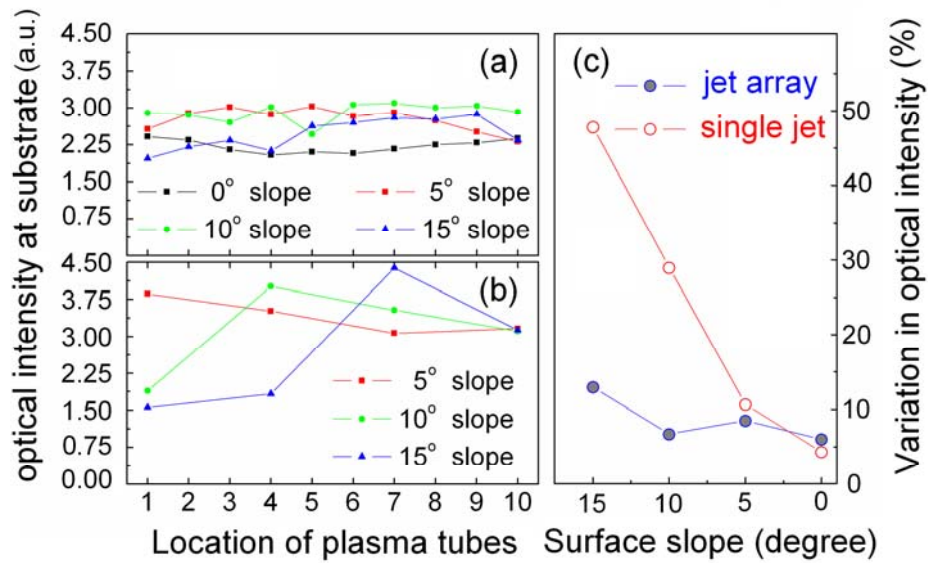 optical intensity at substrate (a.u.)
4.50
3.75
3.00
2.25
1.50
0.75
(a)
0° slope
5° slope
10° slope
15° slope
4.50
3.75
3.00
2.25
1.50
0.00
(b)
5° slope
10° slope
15° slope
1 2 3 4 5 6 7 8 9 10
Location of plasma tubes
(c)
jet array
single jet
50
40
30
20
10
0
Variation in optical intensity (%)
15 10 5 0
Surface slope (degree)